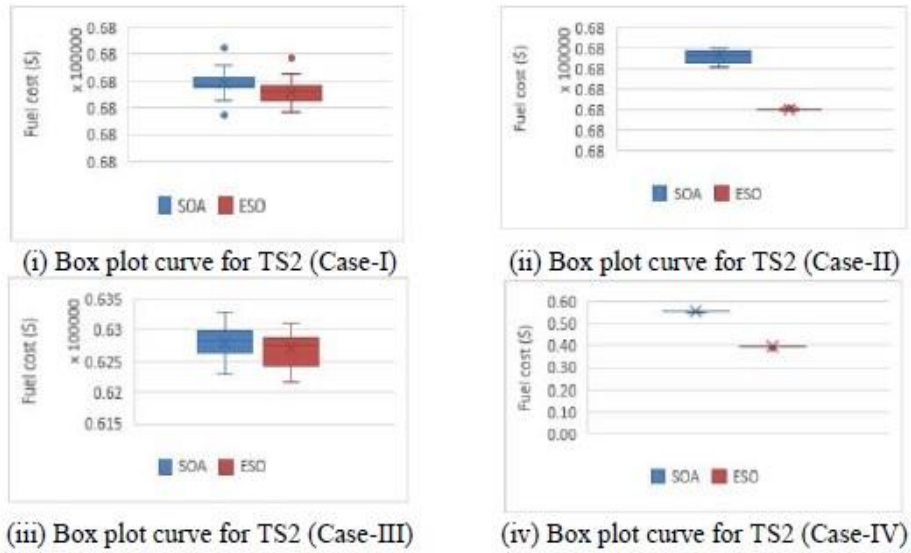 Fuel cost ($)
x 100000
0.68
0.68
0.68
0.68
0.68
0.68
SOA ESO
(i) Box plot curve for TS2 (Case-I)
Fuel cost ($)
x 100000
0.68
0.68
0.68
0.68
0.68
0.68
0.68
SOA ESO
(ii) Box plot curve for TS2 (Case-II)
Fuel cost ($)
x 100000
0.635
0.63
0.625
0.62
0.615
SOA ESO
(iii) Box plot curve for TS2 (Case-III)
Fuel cost ($)
0.60
0.50
0.40
0.30
0.20
0.10
0.00
SOA ESO
(iv) Box plot curve for TS2 (Case-IV)